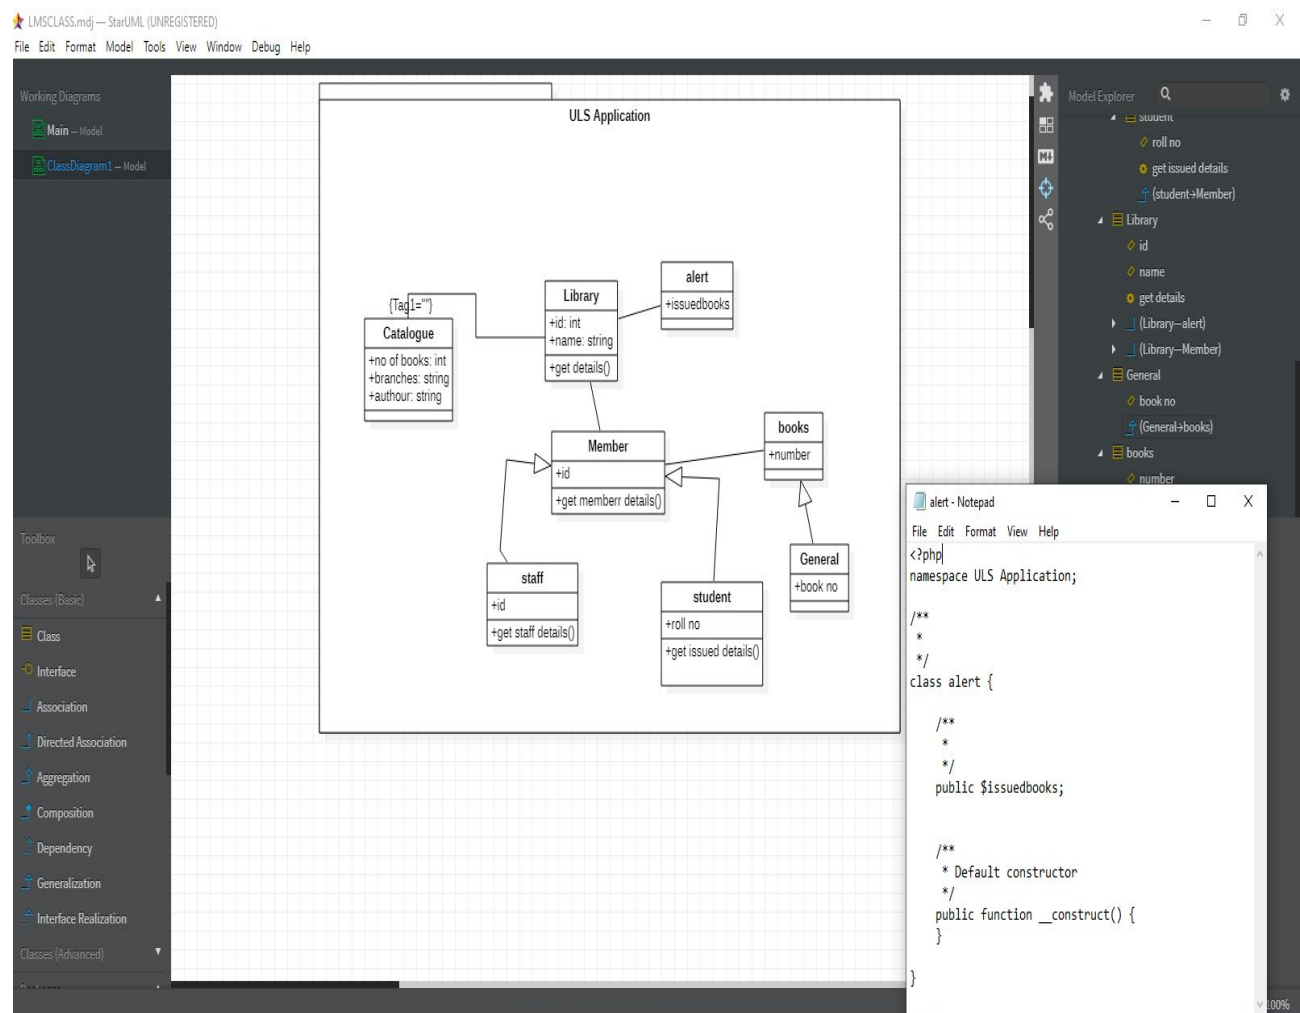 LMSCLASS.mdj — StarUML (UNREGISTERED)
File Edit Format Model Tools View Window Debug Help
Working Diagrams
Main — Model
ClassDiagram1 — Model
Toolbox
Classes (Basic)
Class
Interface
Association
Directed Association
Aggregation
Composition
Dependency
Generalization
Interface Realization
Classes (Advanced)
ULS Application
{Tag1=""}
Catalogue
+no of books: int
+branches: string
+authour: string
Library
+id: int
+name: string
+get details()
alert
+issuedbooks
Member
+id
+get memberr details()
books
+number
staff
+id
+get staff details()
student
+roll no
+get issued details()
General
+book no
Model Explorer
student
roll no
get issued details
(student→Member)
Library
id
name
get details
(Library—alert)
(Library—Member)
General
book no
(General→books)
books
number
M↓
alert - Notepad
File Edit Format View Help
<?php
namespace ULS Application;
/**
*
*/
class alert {
/**
*
*/
public $issuedbooks;
/**
* Default constructor
*/
public function __construct() {
}
}
100%